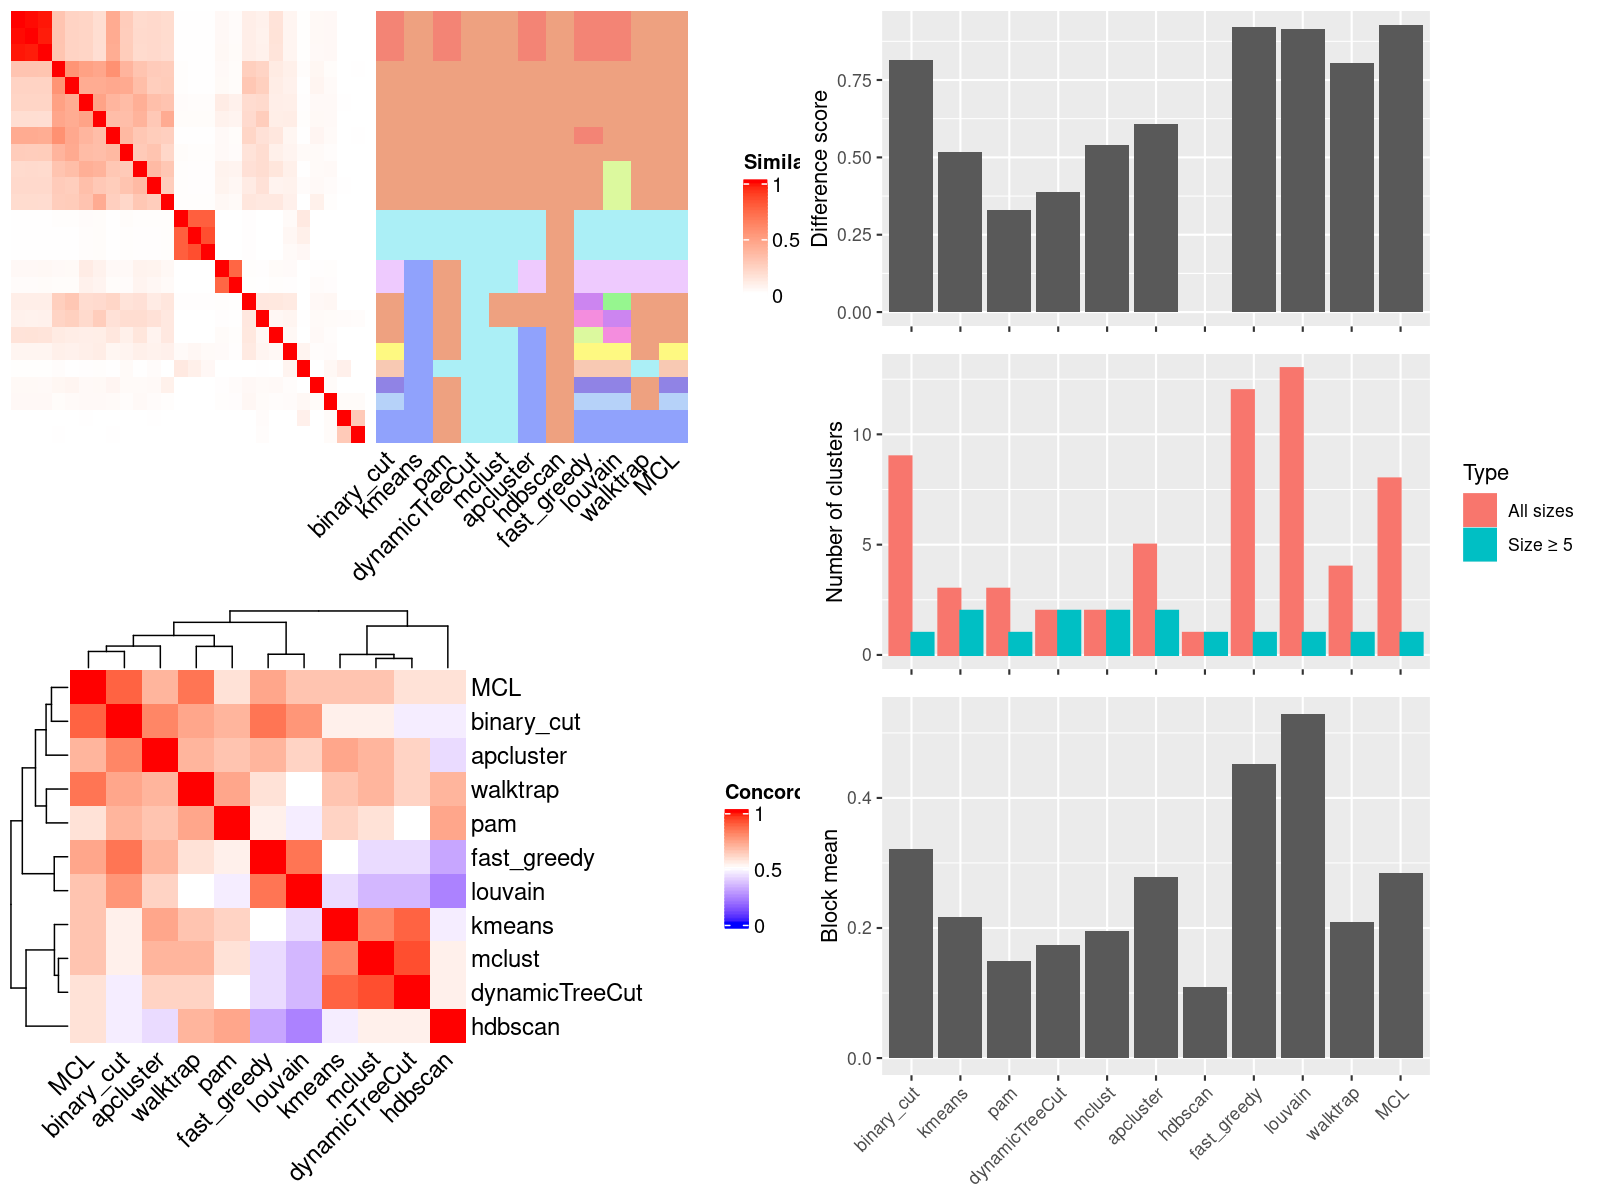 Simila
1
0.5
0
binary_cut
kmeans
pam
dynamicTreeCut
mclust
apcluster
hdbscan
fast_greedy
louvain
walktrap
MCL
MCL
binary_cut
apcluster
walktrap
pam
fast_greedy
louvain
kmeans
mclust
dynamicTreeCut
hdbscan
MCL
binary_cut
apcluster
walktrap
pam
fast_greedy
louvain
kmeans
mclust
dynamicTreeCut
hdbscan
Concord
1
0.5
0
Difference score
0.75
0.50
0.25
0.00
Number of clusters
10
5
0
Type
All sizes
Size ≥ 5
Block mean
0.4
0.2
0.0
binary_cut
kmeans
pam
dynamicTreeCut
mclust
apcluster
hdbscan
fast_greedy
louvain
walktrap
MCL